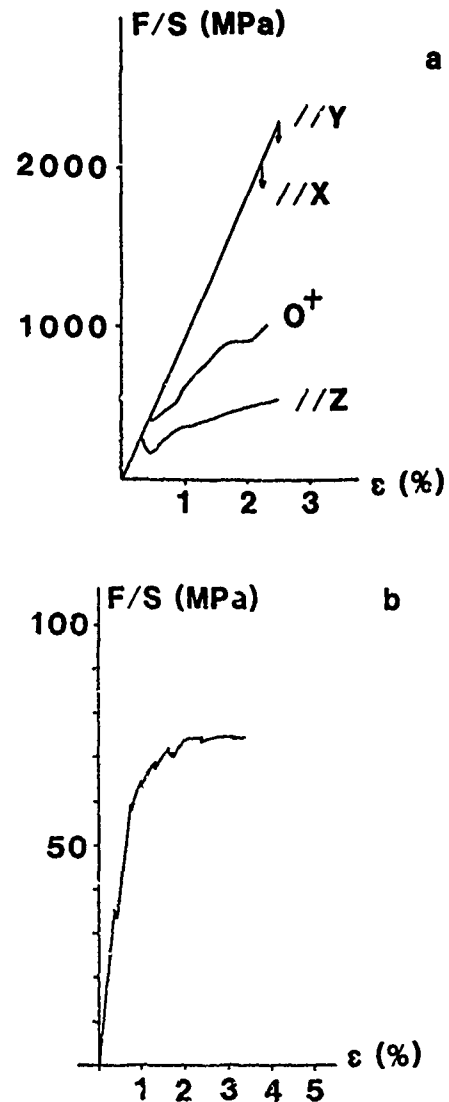 F/S (MPa)
a
//Y
2000
//X
1000
O+
//Z
ε (%)
1 2 3
F/S (MPa)
b
100
50
ε (%)
1 2 3 4 5